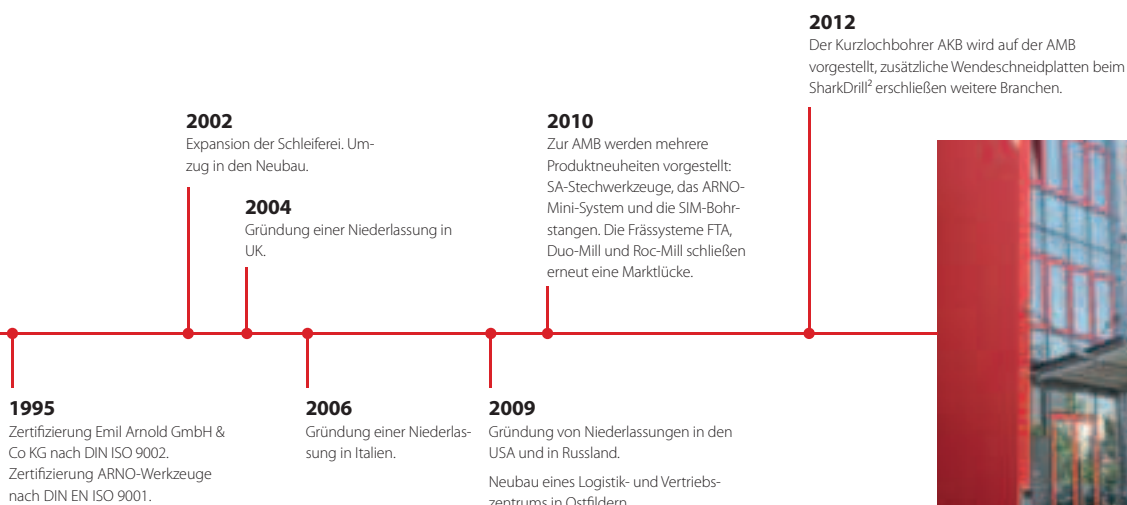 2012
Der Kurzlochbohrer AKB wird auf der AMB
vorgestellt, zusätzliche Wendeschneidplatten beim
SharkDrill² erschließen weitere Branchen.
2002
Expansion der Schleiferei. Um-
zug in den Neubau.
2004
Gründung einer Niederlassung in
UK.
2010
Zur AMB werden mehrere
Produktneuheiten vorgestellt:
SA-Stechwerkzeuge, das ARNO-
Mini-System und die SIM-Bohr-
stangen. Die Frässysteme FTA,
Duo-Mill und Roc-Mill schließen
erneut eine Marktlücke.
1995
Zertifizierung Emil Arnold GmbH &
Co KG nach DIN ISO 9002.
Zertifizierung ARNO-Werkzeuge
nach DIN EN ISO 9001.
2006
Gründung einer Niederlas-
sung in Italien.
2009
Gründung von Niederlassungen in den
USA und in Russland.
Neubau eines Logistik- und Vertriebs-
zentrums in Ostfildern